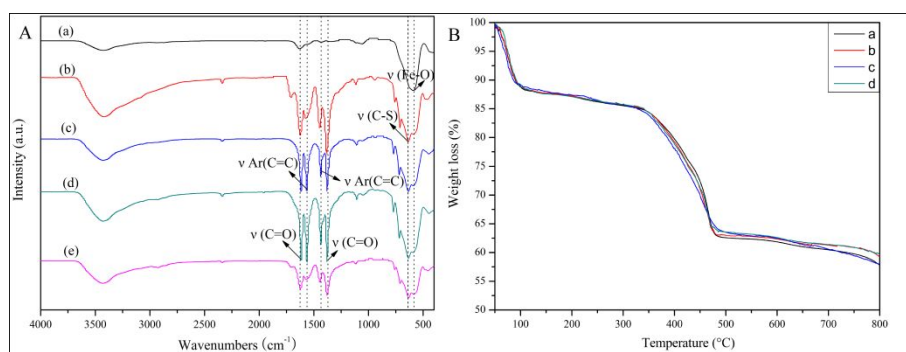 A
(a)
ν (Fe-O)
(b)
ν (C-S)
(c)
ν Ar(C=C)
ν Ar(C=C)
(d)
ν (C=O)
ν (C=O)
(e)
Intensity (a.u.)
4000 3500 3000 2500 2000 1500 1000 500
Wavenumbers (cm⁻¹)
B
a
b
c
d
100
95
90
85
80
75
70
65
60
55
50
Weight loss (%)
100 200 300 400 500 600 700 800
Temperature (°C)